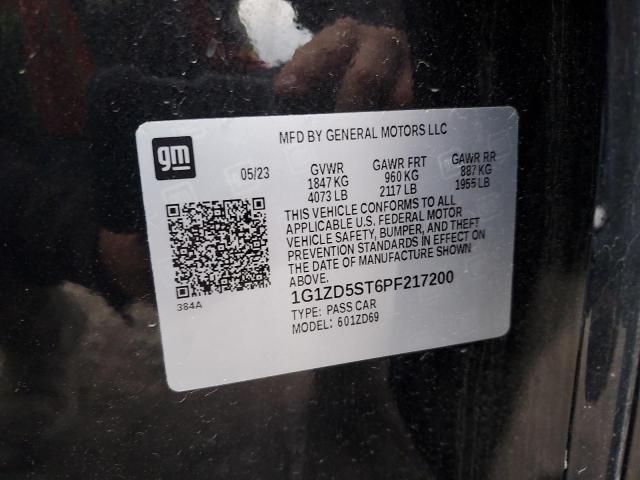 MFD BY GENERAL MOTORS LLC
gm
05/23 GVWR GAWR FRT GAWR RR
1847 KG 960 KG 887 KG
4073 LB 2117 LB 1955 LB
THIS VEHICLE CONFORMS TO ALL
APPLICABLE U.S. FEDERAL MOTOR
VEHICLE SAFETY, BUMPER, AND THEFT
PREVENTION STANDARDS IN EFFECT ON
THE DATE OF MANUFACTURE SHOWN
ABOVE.
384A
1G1ZD5ST6PF217200
TYPE: PASS CAR
MODEL: 601ZD69